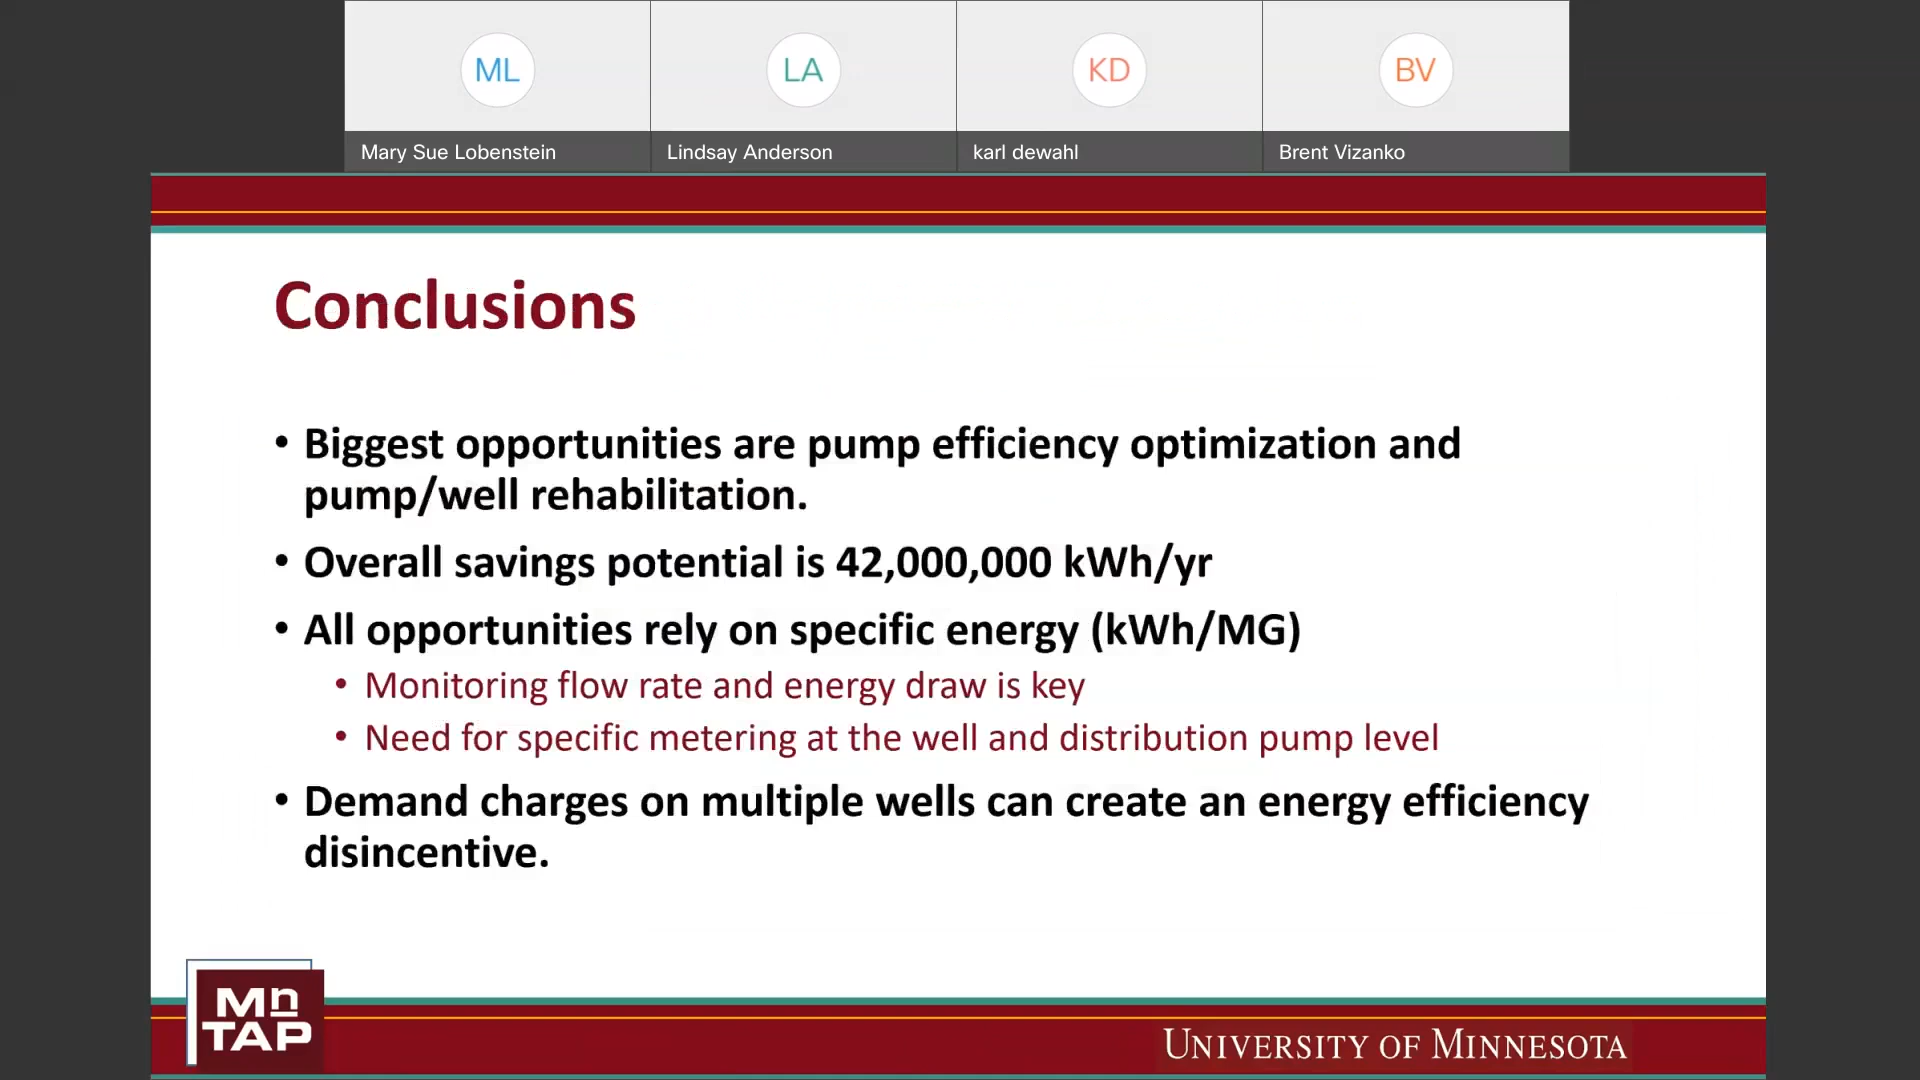 ML
LA
KD
BV
Mary Sue Lobenstein
Lindsay Anderson
karl dewahl
Brent Vizanko
Conclusions
• Biggest opportunities are pump efficiency optimization and
pump/well rehabilitation.
• Overall savings potential is 42,000,000 kWh/yr
• All opportunities rely on specific energy (kWh/MG)
• Monitoring flow rate and energy draw is key
• Need for specific metering at the well and distribution pump level
• Demand charges on multiple wells can create an energy efficiency
disincentive.
Mn
TAP
UNIVERSITY OF MINNESOTA